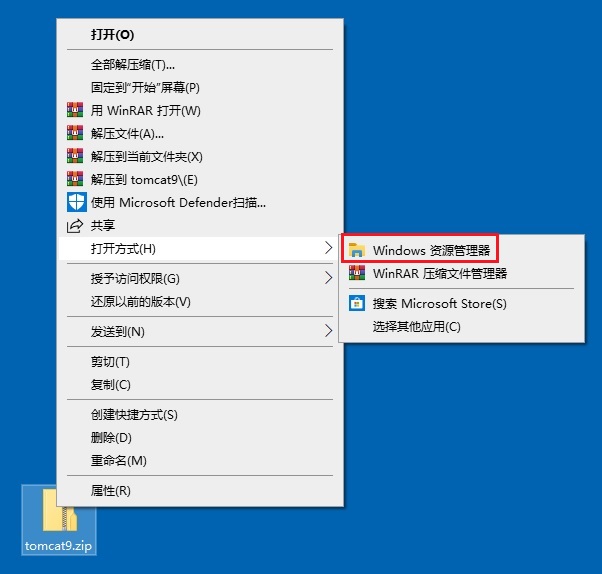 打开(O)
全部解压缩(T)...
固定到"开始"屏幕(P)
用 WinRAR 打开(W)
解压文件(A)...
解压到当前文件夹(X)
解压到 tomcat9\(E)
使用 Microsoft Defender扫描...
共享
打开方式(H)
Windows 资源管理器
WinRAR 压缩文件管理器
搜索 Microsoft Store(S)
选择其他应用(C)
授予访问权限(G)
还原以前的版本(V)
发送到(N)
剪切(T)
复制(C)
创建快捷方式(S)
删除(D)
重命名(M)
属性(R)
tomcat9.zip